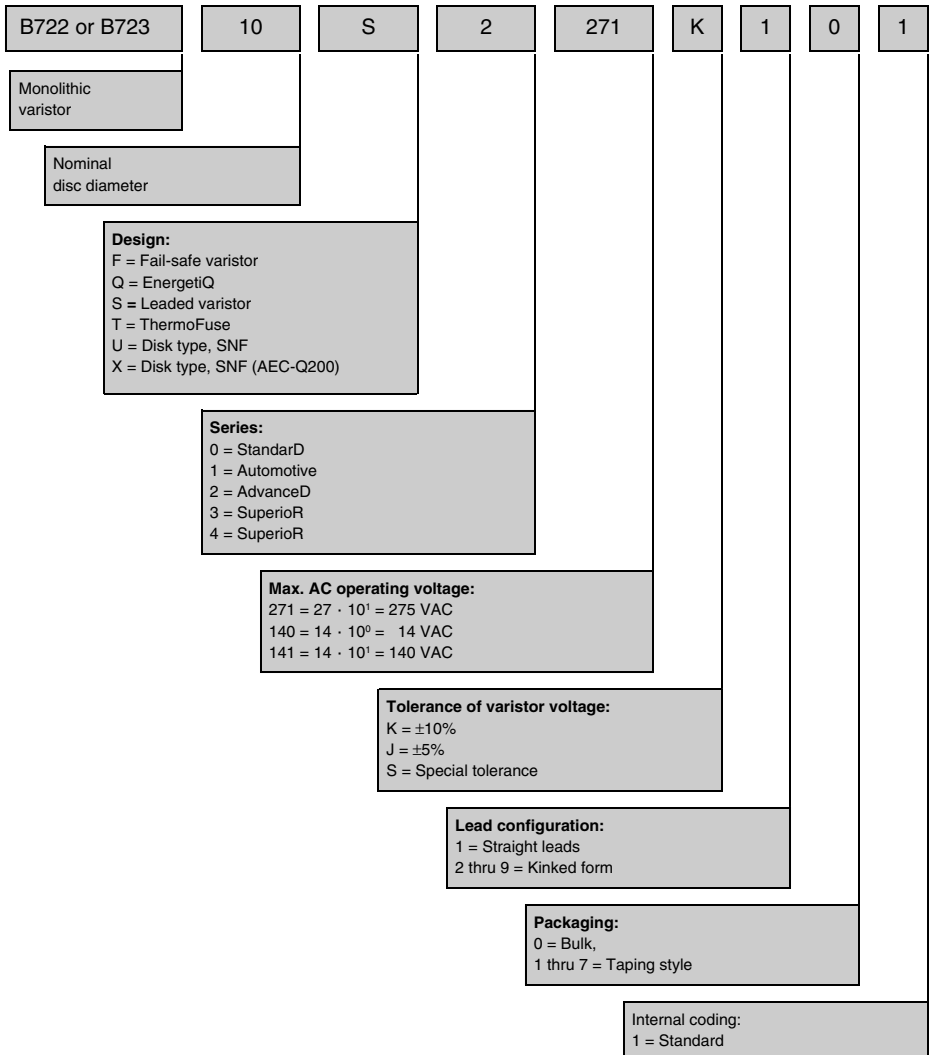 B722 or B723 10 S 2 271 K 1 0 1
Monolithic
varistor
Nominal
disc diameter
Design:
F = Fail-safe varistor
Q = EnergetiQ
S = Leaded varistor
T = ThermoFuse
U = Disk type, SNF
X = Disk type, SNF (AEC-Q200)
Series:
0 = StandarD
1 = Automotive
2 = AdvanceD
3 = SuperioR
4 = SuperioR
Max. AC operating voltage:
271 = 27 · 10¹ = 275 VAC
140 = 14 · 10⁰ = 14 VAC
141 = 14 · 10¹ = 140 VAC
Tolerance of varistor voltage:
K = ±10%
J = ±5%
S = Special tolerance
Lead configuration:
1 = Straight leads
2 thru 9 = Kinked form
Packaging:
0 = Bulk,
1 thru 7 = Taping style
Internal coding:
1 = Standard